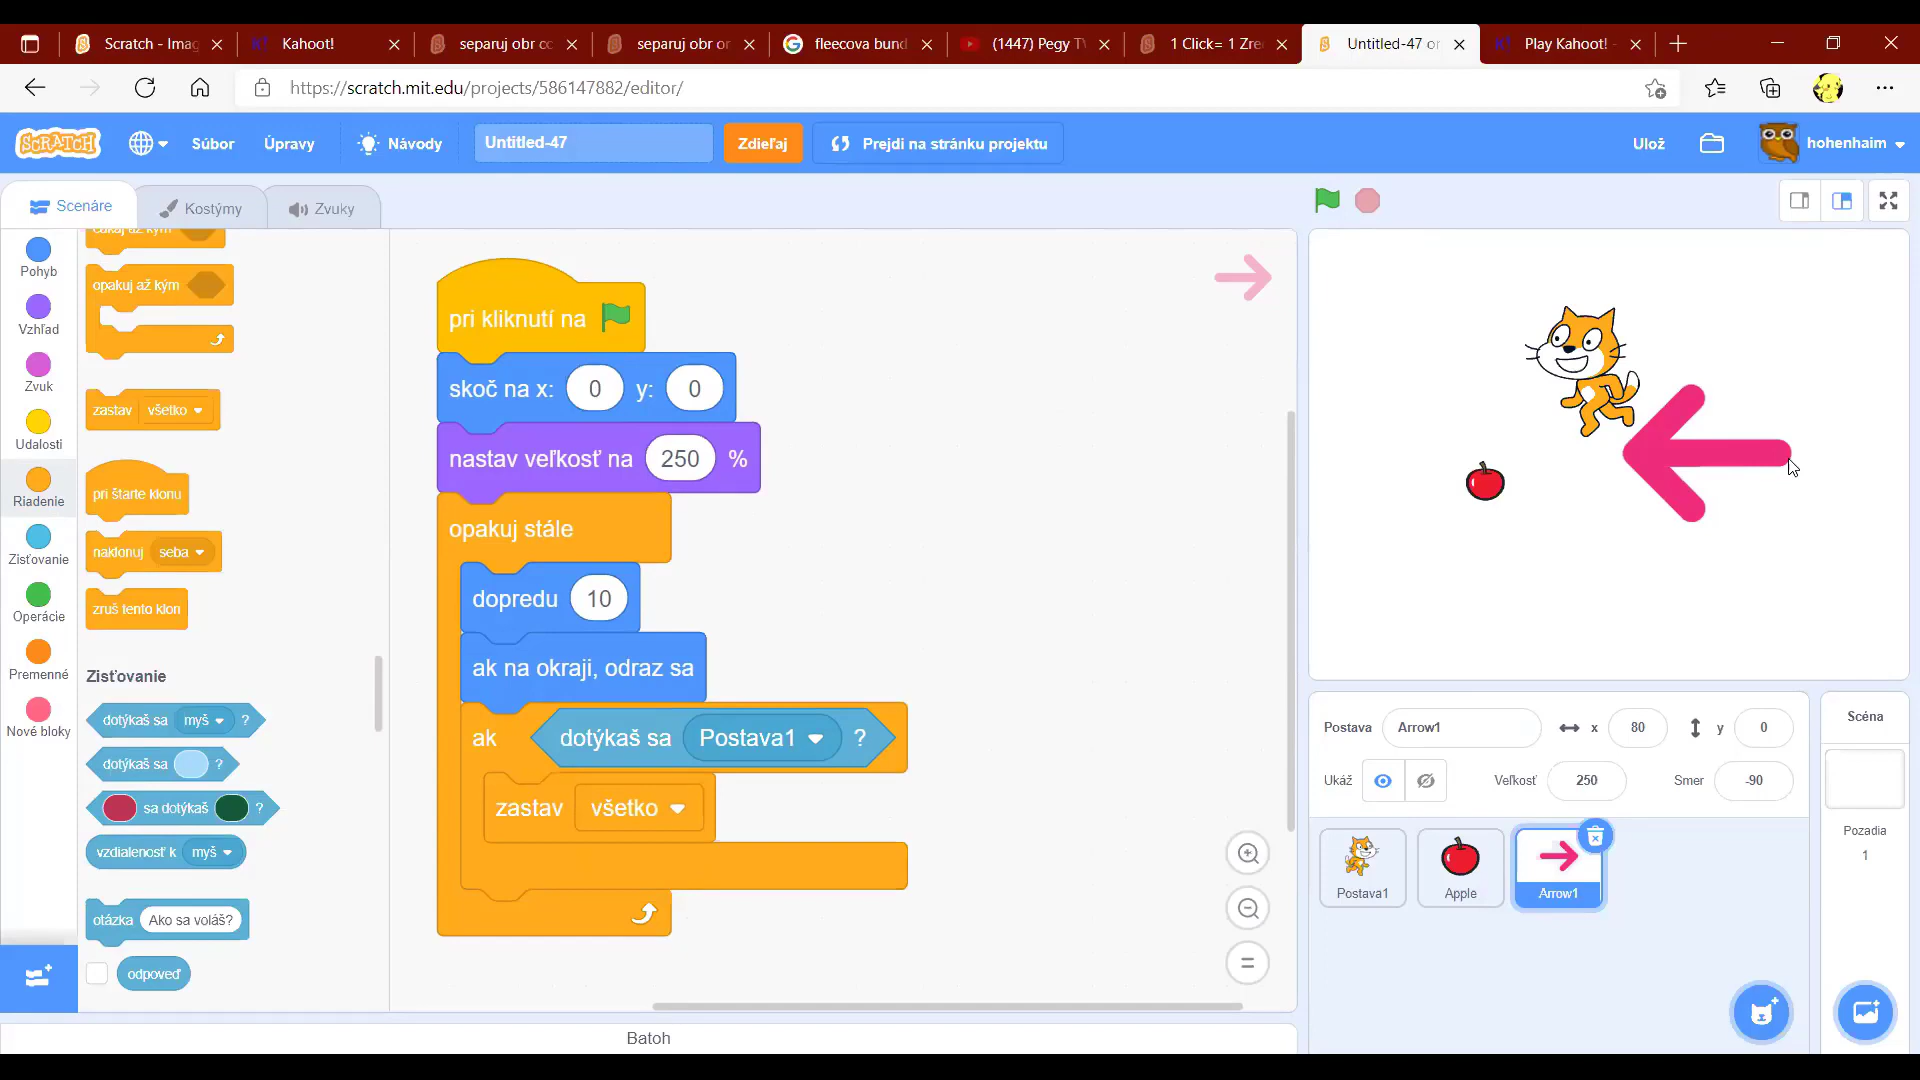 Scratch - Imag
Kahoot!
separuj obr co
separuj obr or
fleecova bund
(1447) Pegy TV
1 Click= 1 Zre
Untitled-47 or
Play Kahoot! -
https://scratch.mit.edu/projects/586147882/editor/
SCRATCH
Súbor
Úpravy
Návody
Untitled-47
Zdieľaj
Prejdi na stránku projektu
Ulož
hohenhaim
Scenáre
Kostýmy
Zvuky
Pohyb
Vzhľad
Zvuk
Udalosti
Riadenie
Zisťovanie
Operácie
Premenné
Nové bloky
čakaj až kým
opakuj až kým
zastav všetko
pri štarte klonu
naklonuj seba
zruš tento klon
Zisťovanie
dotýkaš sa myš ?
dotýkaš sa ?
sa dotýkaš ?
vzdialenosť k myš
otázka Ako sa voláš?
odpoveď
pri kliknutí na
skoč na x: 0 y: 0
nastav veľkosť na 250 %
opakuj stále
dopredu 10
ak na okraji, odraz sa
ak dotýkaš sa Postava1 ?
zastav všetko
Batoh
Postava Arrow1 x 80 y 0
Ukáž Veľkosť 250 Smer -90
Postava1
Apple
Arrow1
Scéna
Pozadia
1